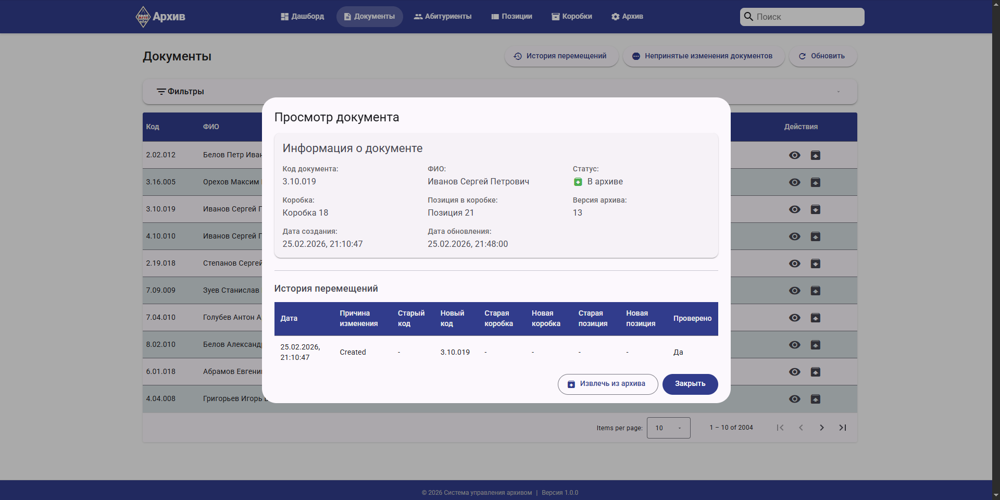 Архив
Дашборд
Документы
Абитуриенты
Позиции
Коробки
Архив
Поиск
Документы
История перемещений
Непринятые изменения документов
Обновить
Фильтры
Код
ФИО
Действия
2.02.012
Белов Петр Иван
3.16.005
Орехов Максим
3.10.019
Иванов Сергей П
4.10.010
Иванов Сергей П
2.19.018
Степанов Сергей
7.09.009
Зуев Станислав
7.04.010
Голубев Антон А
8.02.010
Белов Александр
6.01.018
Абрамов Евгени
4.04.008
Григорьев Игорь
Просмотр документа
Информация о документе
Код документа:
3.10.019
ФИО:
Иванов Сергей Петрович
Статус:
В архиве
Коробка:
Коробка 18
Позиция в коробке:
Позиция 21
Версия архива:
13
Дата создания:
25.02.2026, 21:10:47
Дата обновления:
25.02.2026, 21:48:00
История перемещений
Дата
Причина
изменения
Старый
код
Новый
код
Старая
коробка
Новая
коробка
Старая
позиция
Новая
позиция
Проверено
25.02.2026,
21:10:47
Created
-
3.10.019
-
-
-
-
Да
Извлечь из архива
Закрыть
Items per page:
10
1 – 10 of 2004
© 2026 Система управления архивом | Версия 1.0.0